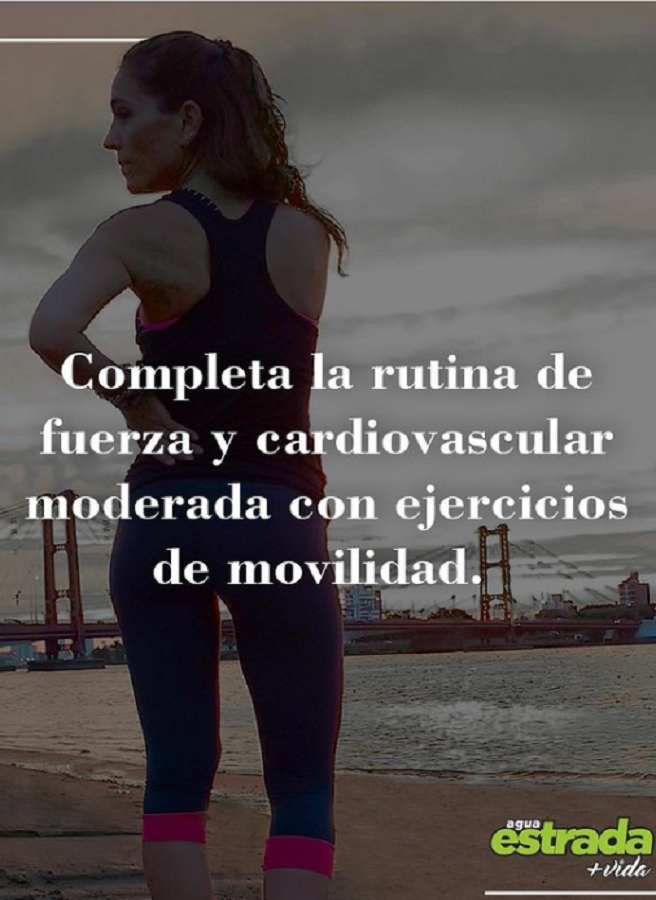 Completa la rutina de
fuerza y cardiovascular
moderada con ejercicios
de movilidad.
agua
estrada
+vida